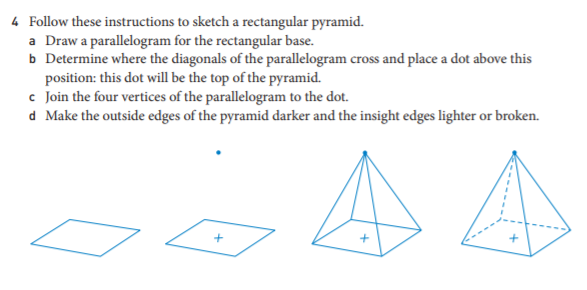 4 Follow these instructions to sketch a rectangular pyramid.
a Draw a parallelogram for the rectangular base.
b Determine where the diagonals of the parallelogram cross and place a dot above this
position: this dot will be the top of the pyramid.
c Join the four vertices of the parallelogram to the dot.
d Make the outside edges of the pyramid darker and the insight edges lighter or broken.